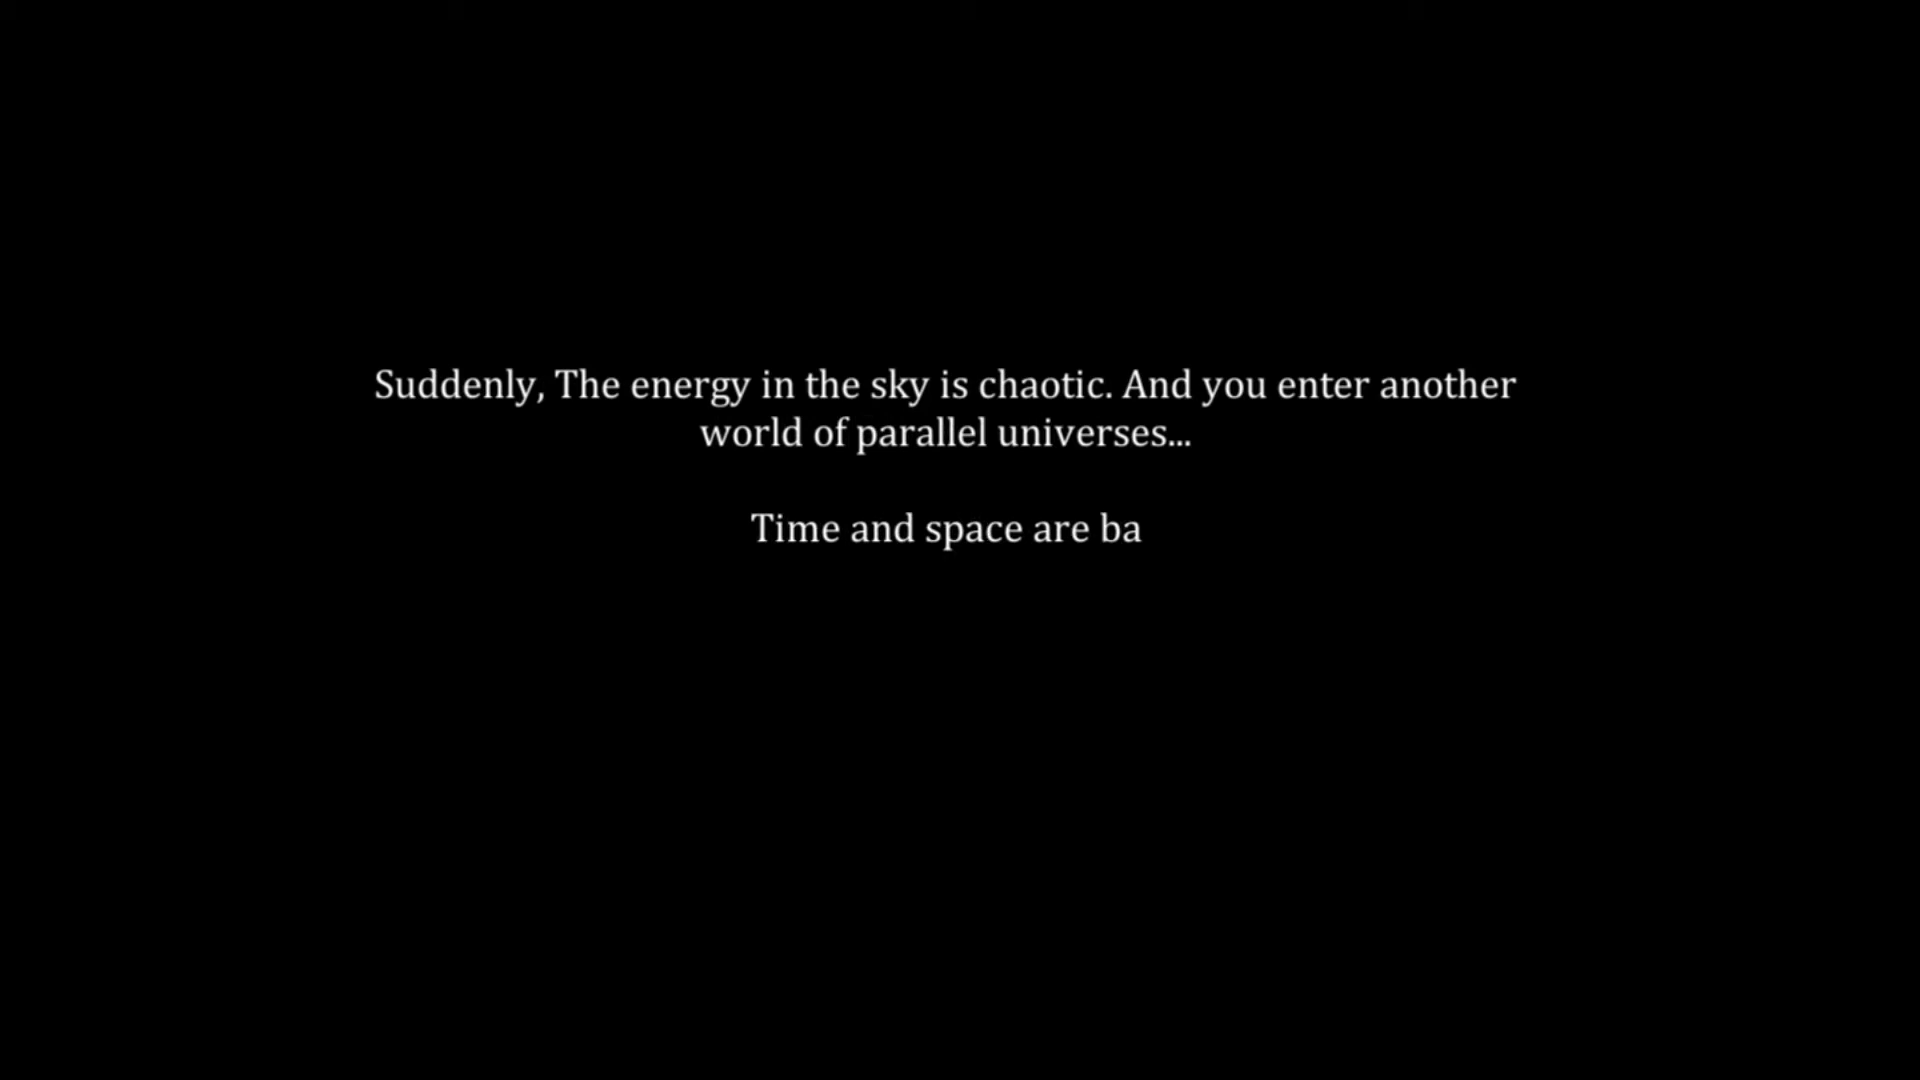 Suddenly, The energy in the sky is chaotic. And you enter another
world of parallel universes...
Time and space are ba